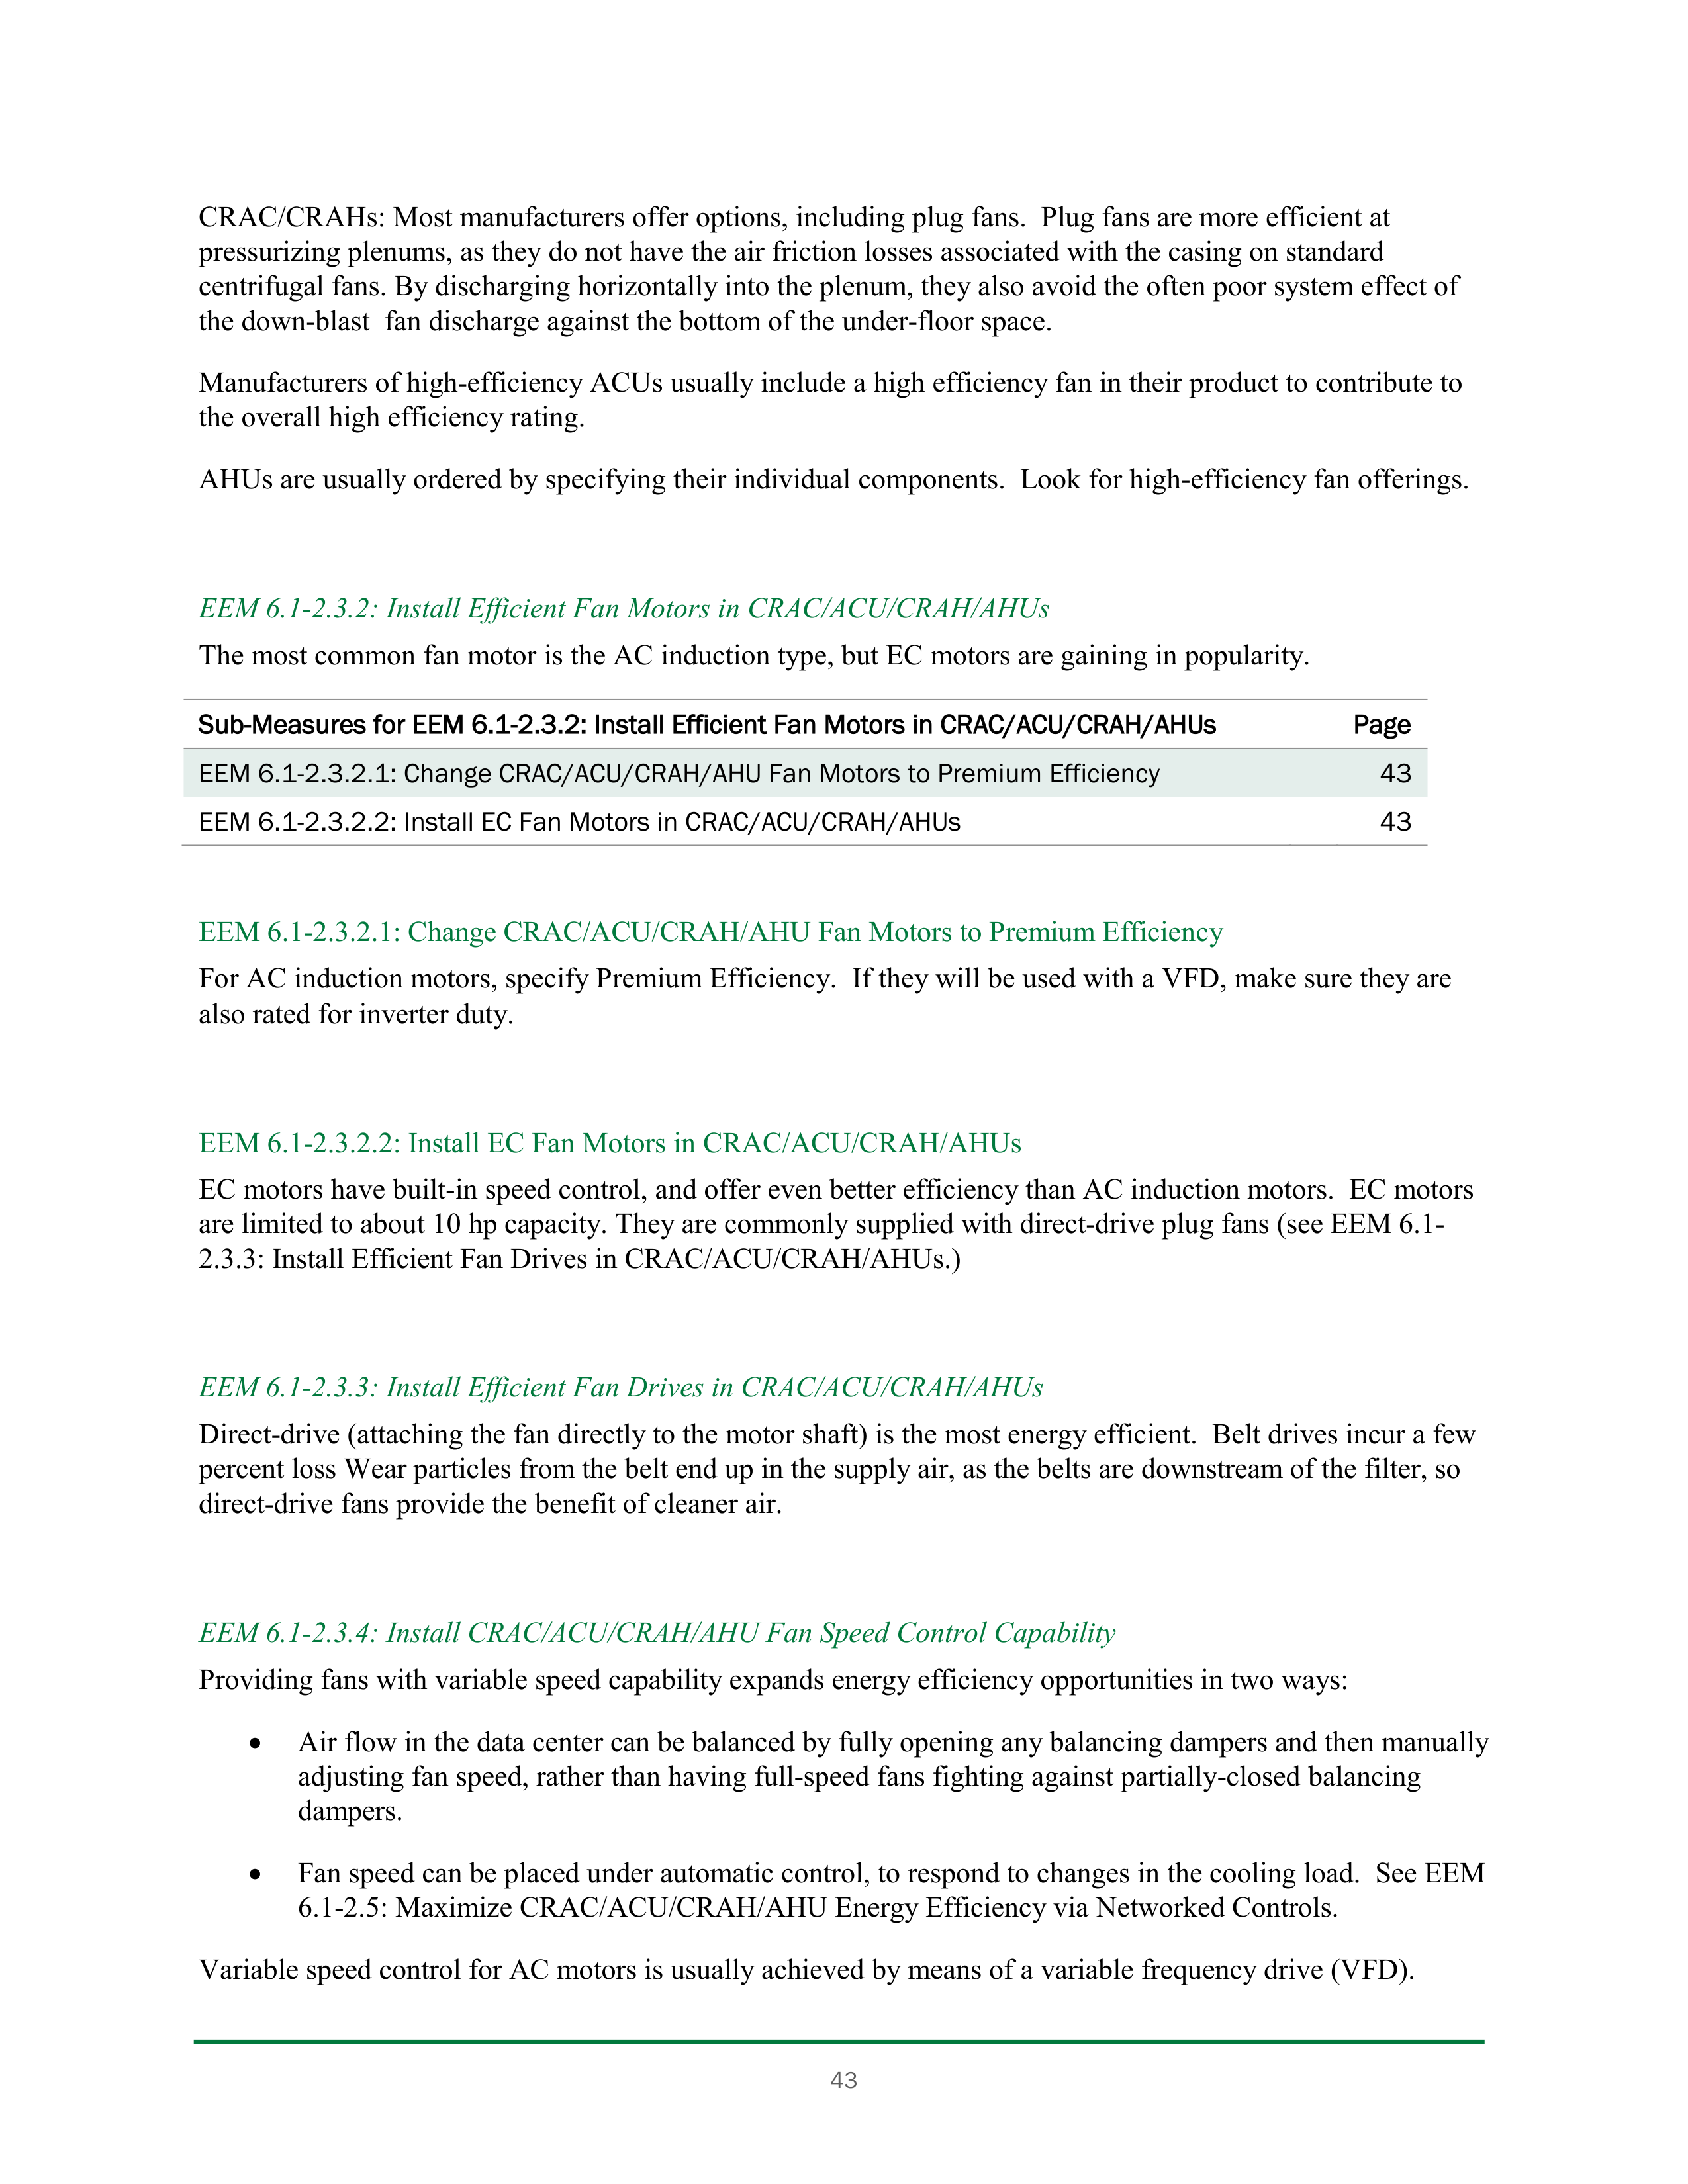 CRAC/CRAHs: Most manufacturers offer options, including plug fans.  Plug fans are more efficient at
pressurizing plenums, as they do not have the air friction losses associated with the casing on standard
centrifugal fans. By discharging horizontally into the plenum, they also avoid the often poor system effect of
the down-blast  fan discharge against the bottom of the under-floor space.
Manufacturers of high-efficiency ACUs usually include a high efficiency fan in their product to contribute to
the overall high efficiency rating.
AHUs are usually ordered by specifying their individual components.  Look for high-efficiency fan offerings.
EEM 6.1-2.3.2: Install Efficient Fan Motors in CRAC/ACU/CRAH/AHUs
The most common fan motor is the AC induction type, but EC motors are gaining in popularity.
Sub-Measures for EEM 6.1-2.3.2: Install Efficient Fan Motors in CRAC/ACU/CRAH/AHUs Page
EEM 6.1-2.3.2.1: Change CRAC/ACU/CRAH/AHU Fan Motors to Premium Efficiency 43
EEM 6.1-2.3.2.2: Install EC Fan Motors in CRAC/ACU/CRAH/AHUs 43
EEM 6.1-2.3.2.1: Change CRAC/ACU/CRAH/AHU Fan Motors to Premium Efficiency
For AC induction motors, specify Premium Efficiency.  If they will be used with a VFD, make sure they are
also rated for inverter duty.
EEM 6.1-2.3.2.2: Install EC Fan Motors in CRAC/ACU/CRAH/AHUs
EC motors have built-in speed control, and offer even better efficiency than AC induction motors.  EC motors
are limited to about 10 hp capacity. They are commonly supplied with direct-drive plug fans (see EEM 6.1-
2.3.3: Install Efficient Fan Drives in CRAC/ACU/CRAH/AHUs.)
EEM 6.1-2.3.3: Install Efficient Fan Drives in CRAC/ACU/CRAH/AHUs
Direct-drive (attaching the fan directly to the motor shaft) is the most energy efficient.  Belt drives incur a few
percent loss Wear particles from the belt end up in the supply air, as the belts are downstream of the filter, so
direct-drive fans provide the benefit of cleaner air.
EEM 6.1-2.3.4: Install CRAC/ACU/CRAH/AHU Fan Speed Control Capability
Providing fans with variable speed capability expands energy efficiency opportunities in two ways:
• Air flow in the data center can be balanced by fully opening any balancing dampers and then manually
adjusting fan speed, rather than having full-speed fans fighting against partially-closed balancing
dampers.
• Fan speed can be placed under automatic control, to respond to changes in the cooling load.  See EEM
6.1-2.5: Maximize CRAC/ACU/CRAH/AHU Energy Efficiency via Networked Controls.
Variable speed control for AC motors is usually achieved by means of a variable frequency drive (VFD).
43